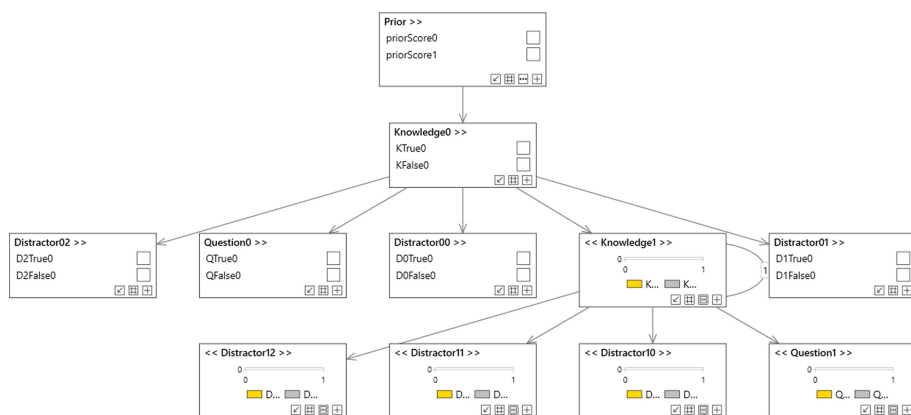 Prior >>
priorScore0
priorScore1
Knowledge0 >>
KTrue0
KFalse0
Distractor02 >>
D2True0
D2False0
Question0 >>
QTrue0
QFalse0
Distractor00 >>
D0True0
D0False0
<< Knowledge1 >>
0
0 1
K... K...
1
Distractor01 >>
D1True0
D1False0
<< Distractor12 >>
0
0 1
D... D...
<< Distractor11 >>
0
0 1
D... D...
<< Distractor10 >>
0
0 1
D... D...
<< Question1 >>
0
0 1
Q... Q...